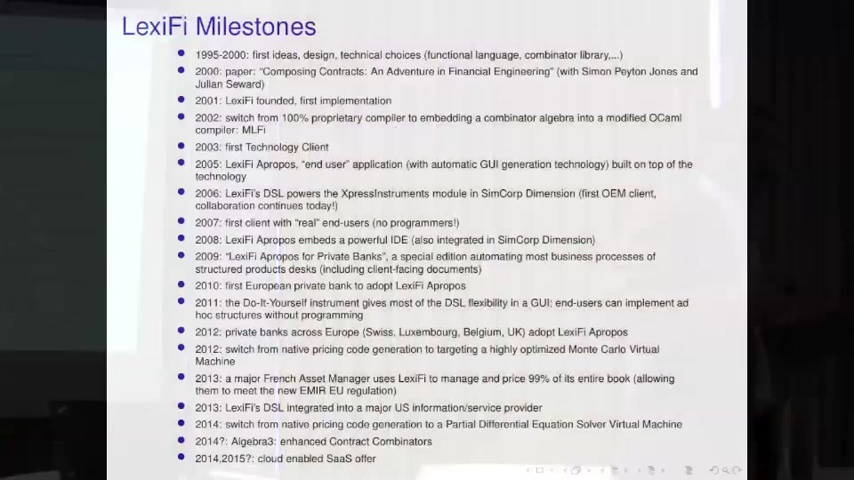 LexiFi Milestones
1995-2000: first ideas, design, technical choices (functional language, combinator library,...)
2000: paper: "Composing Contracts: An Adventure in Financial Engineering" (with Simon Peyton Jones and
Julian Seward)
2001: LexiFi founded, first implementation
2002: switch from 100% proprietary compiler to embedding a combinator algebra into a modified OCaml
compiler: MLFi
2003: first Technology Client
2005: LexiFi Apropos, "end user" application (with automatic GUI generation technology) built on top of the
technology
2006: LexiFi's DSL powers the XpressInstruments module in SimCorp Dimension (first OEM client,
collaboration continues today!)
2007: first client with "real" end-users (no programmers!)
2008: LexiFi Apropos embeds a powerful IDE (also integrated in SimCorp Dimension)
2009: "LexiFi Apropos for Private Banks", a special edition automating most business processes of
structured products desks (including client-facing documents)
2010: first European private bank to adopt LexiFi Apropos
2011: the Do-It-Yourself instrument gives most of the DSL flexibility in a GUI; end-users can implement ad
hoc structures without programming
2012: private banks across Europe (Swiss, Luxembourg, Belgium, UK) adopt LexiFi Apropos
2012: switch from native pricing code generation to targeting a highly optimized Monte Carlo Virtual
Machine
2013: a major French Asset Manager uses LexiFi to manage and price 99% of its entire book (allowing
them to meet the new EMIR EU regulation)
2013: LexiFi's DSL integrated into a major US information/service provider
2014: switch from native pricing code generation to a Partial Differential Equation Solver Virtual Machine
2014?: Algebra3: enhanced Contract Combinators
2014,2015?: cloud enabled SaaS offer